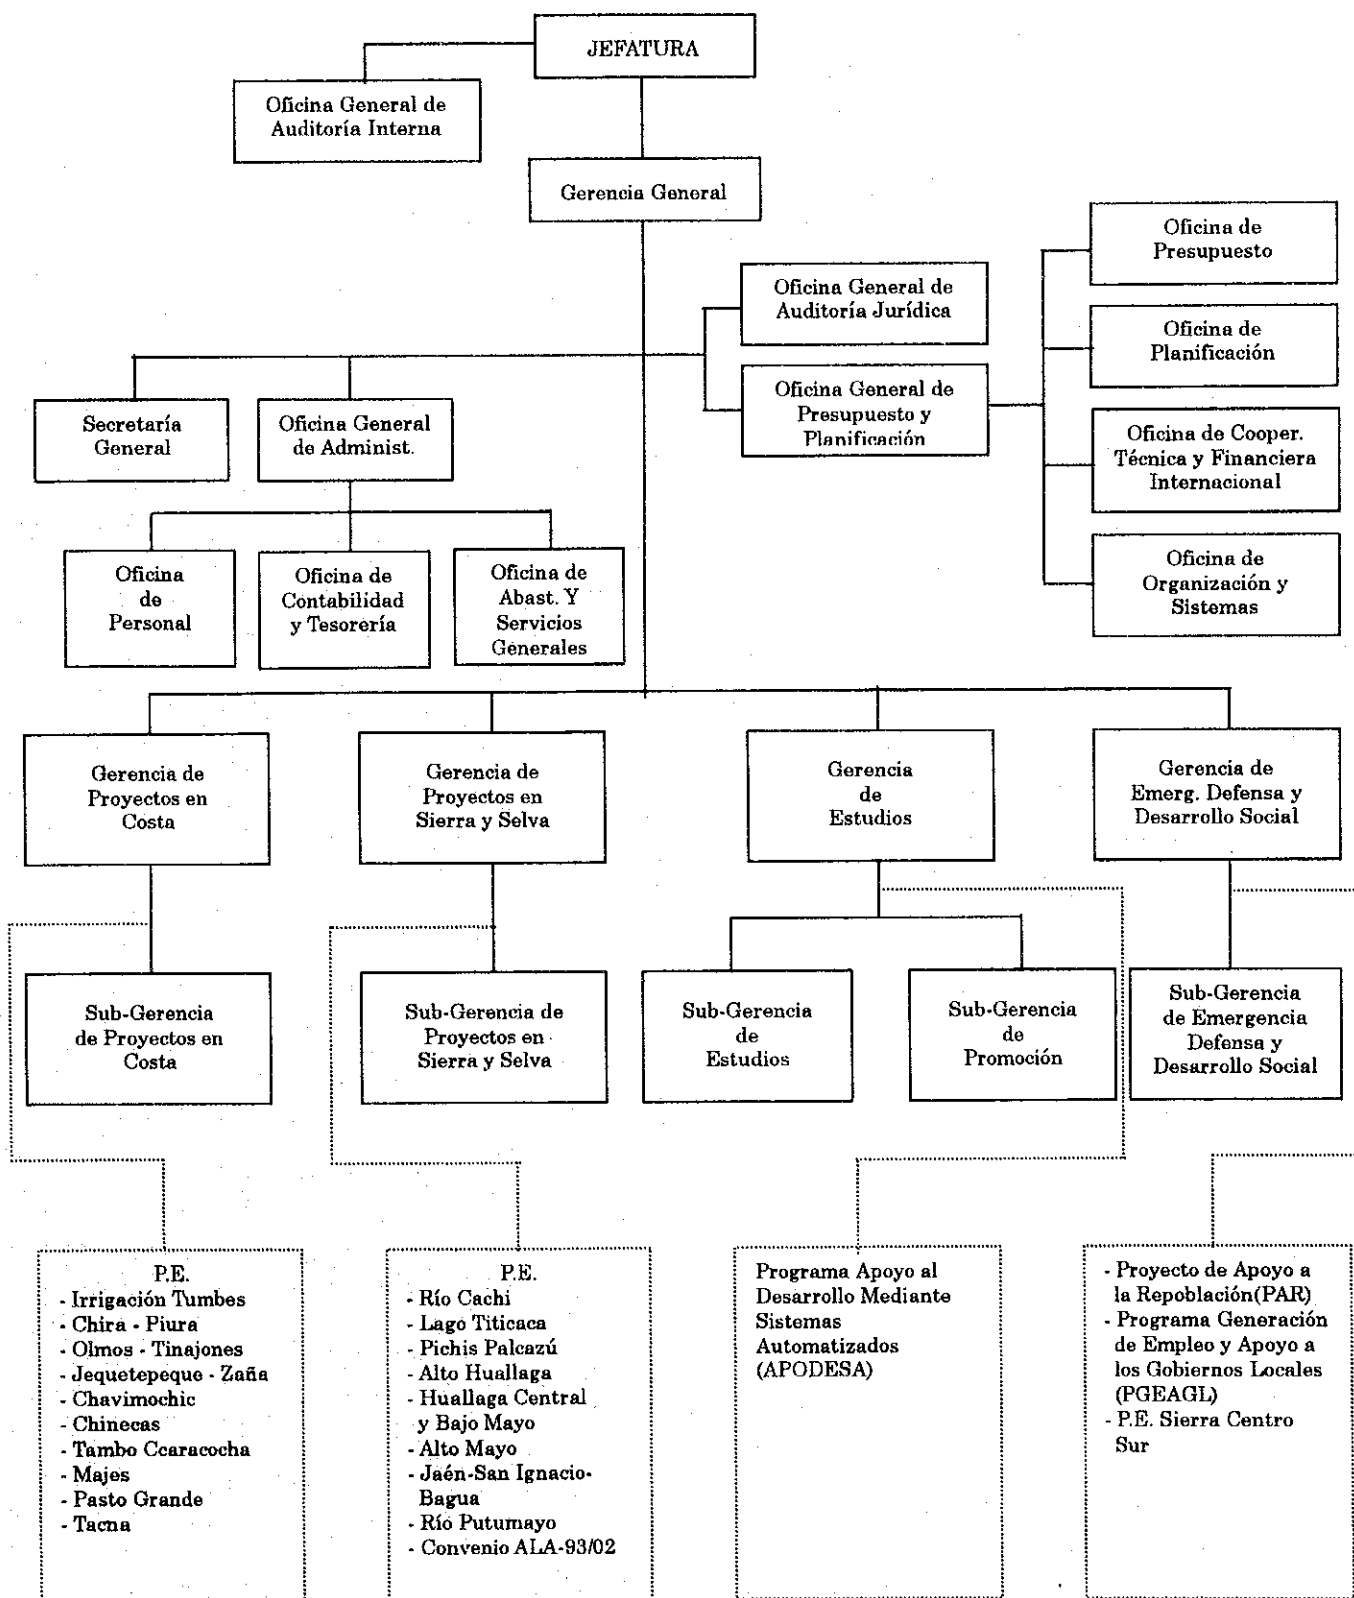 JEFATURA
Oficina General de
Auditoría Interna
Gerencia General
Oficina de
Presupuesto
Oficina General de
Auditoría Jurídica
Oficina de
Planificación
Oficina General de
Presupuesto y
Planificación
Secretaría
General
Oficina General
de Administ.
Oficina de Cooper.
Técnica y Financiera
Internacional
Oficina
de
Personal
Oficina de
Contabilidad
y Tesorería
Oficina de
Abast. Y
Servicios
Generales
Oficina de
Organización y
Sistemas
Gerencia de
Proyectos en
Costa
Gerencia de
Proyectos en
Sierra y Selva
Gerencia
de
Estudios
Gerencia de
Emerg. Defensa y
Desarrollo Social
Sub-Gerencia
de Proyectos en
Costa
Sub-Gerencia de
Proyectos en
Sierra y Selva
Sub-Gerencia
de
Estudios
Sub-Gerencia
de
Promoción
Sub-Gerencia
de Emergencia
Defensa y
Desarrollo Social
P.E.
- Irrigación Tumbes
- Chira - Piura
- Olmos - Tinajones
- Jequetepeque - Zaña
- Chavimochic
- Chinecas
- Tambo Ccaracocha
- Majes
- Pasto Grande
- Tacna
P.E.
- Río Cachi
- Lago Titicaca
- Pichis Palcazú
- Alto Huallaga
- Huallaga Central
y Bajo Mayo
- Alto Mayo
- Jaén-San Ignacio-
Bagua
- Río Putumayo
- Convenio ALA-93/02
Programa Apoyo al
Desarrollo Mediante
Sistemas
Automatizados
(APODESA)
- Proyecto de Apoyo a
la Repoblación(PAR)
- Programa Generación
de Empleo y Apoyo a
los Gobiernos Locales
(PGEAGL)
- P.E. Sierra Centro
Sur